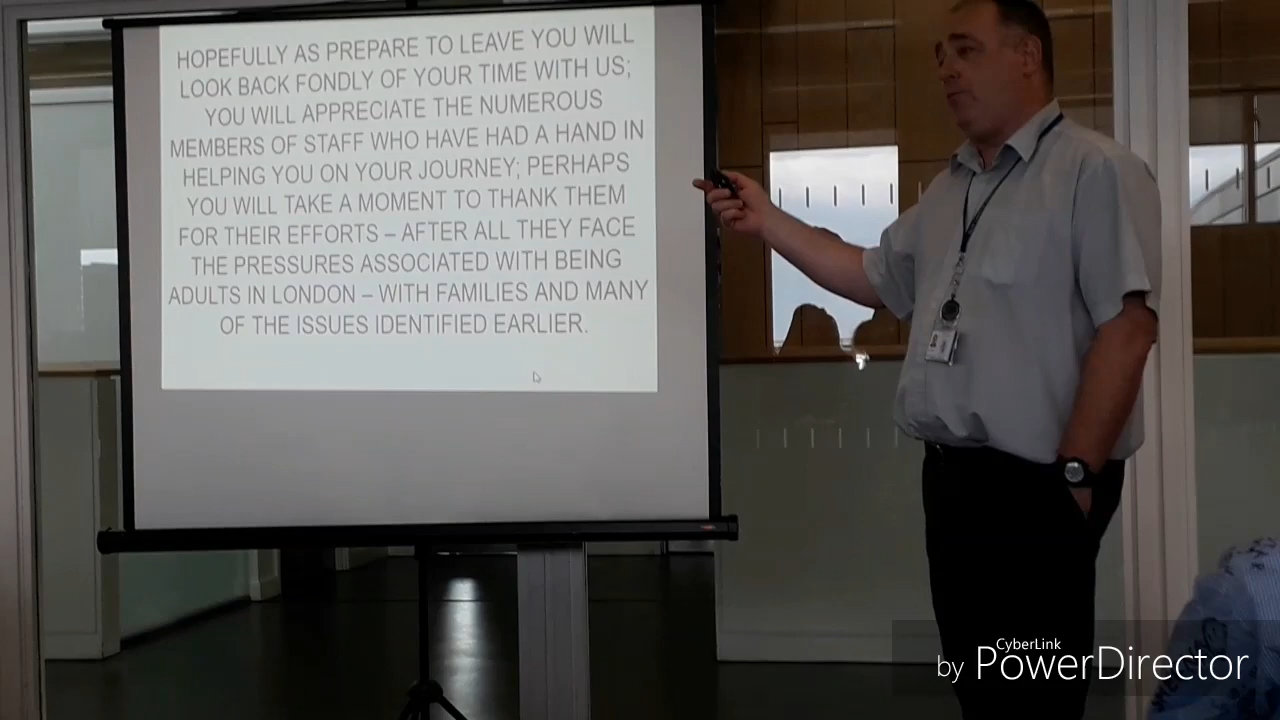 HOPEFULLY AS PREPARE TO LEAVE YOU WILL
LOOK BACK FONDLY OF YOUR TIME WITH US;
YOU WILL APPRECIATE THE NUMEROUS
MEMBERS OF STAFF WHO HAVE HAD A HAND IN
HELPING YOU ON YOUR JOURNEY; PERHAPS
YOU WILL TAKE A MOMENT TO THANK THEM
FOR THEIR EFFORTS – AFTER ALL THEY FACE
THE PRESSURES ASSOCIATED WITH BEING
ADULTS IN LONDON – WITH FAMILIES AND MANY
OF THE ISSUES IDENTIFIED EARLIER.
CyberLink
by PowerDirector